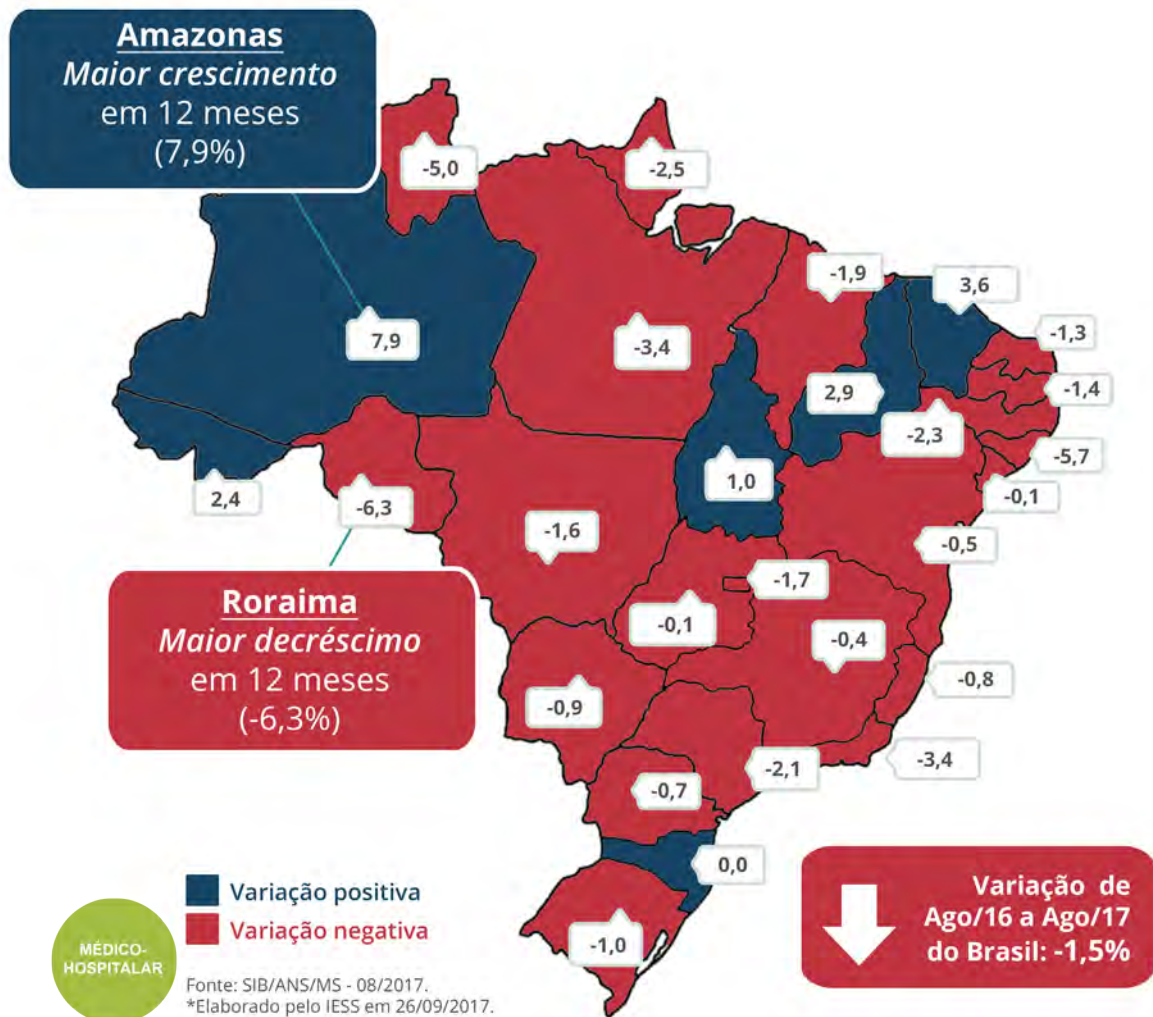 Amazonas
Maior crescimento
em 12 meses
(7,9%)
-5,0
-2,5
-1,9
3,6
-1,3
7,9
-3,4
2,9
-1,4
-2,3
-5,7
2,4
-6,3
1,0
-0,1
-1,6
-0,5
-1,7
-0,1
-0,4
Roraima
Maior decréscimo
em 12 meses
(-6,3%)
-0,9
-0,8
-2,1
-3,4
-0,7
0,0
-1,0
Variação positiva
Variação negativa
MÉDICO-
HOSPITALAR
Fonte: SIB/ANS/MS - 08/2017.
*Elaborado pelo IESS em 26/09/2017.
Variação de
Ago/16 a Ago/17
do Brasil: -1,5%